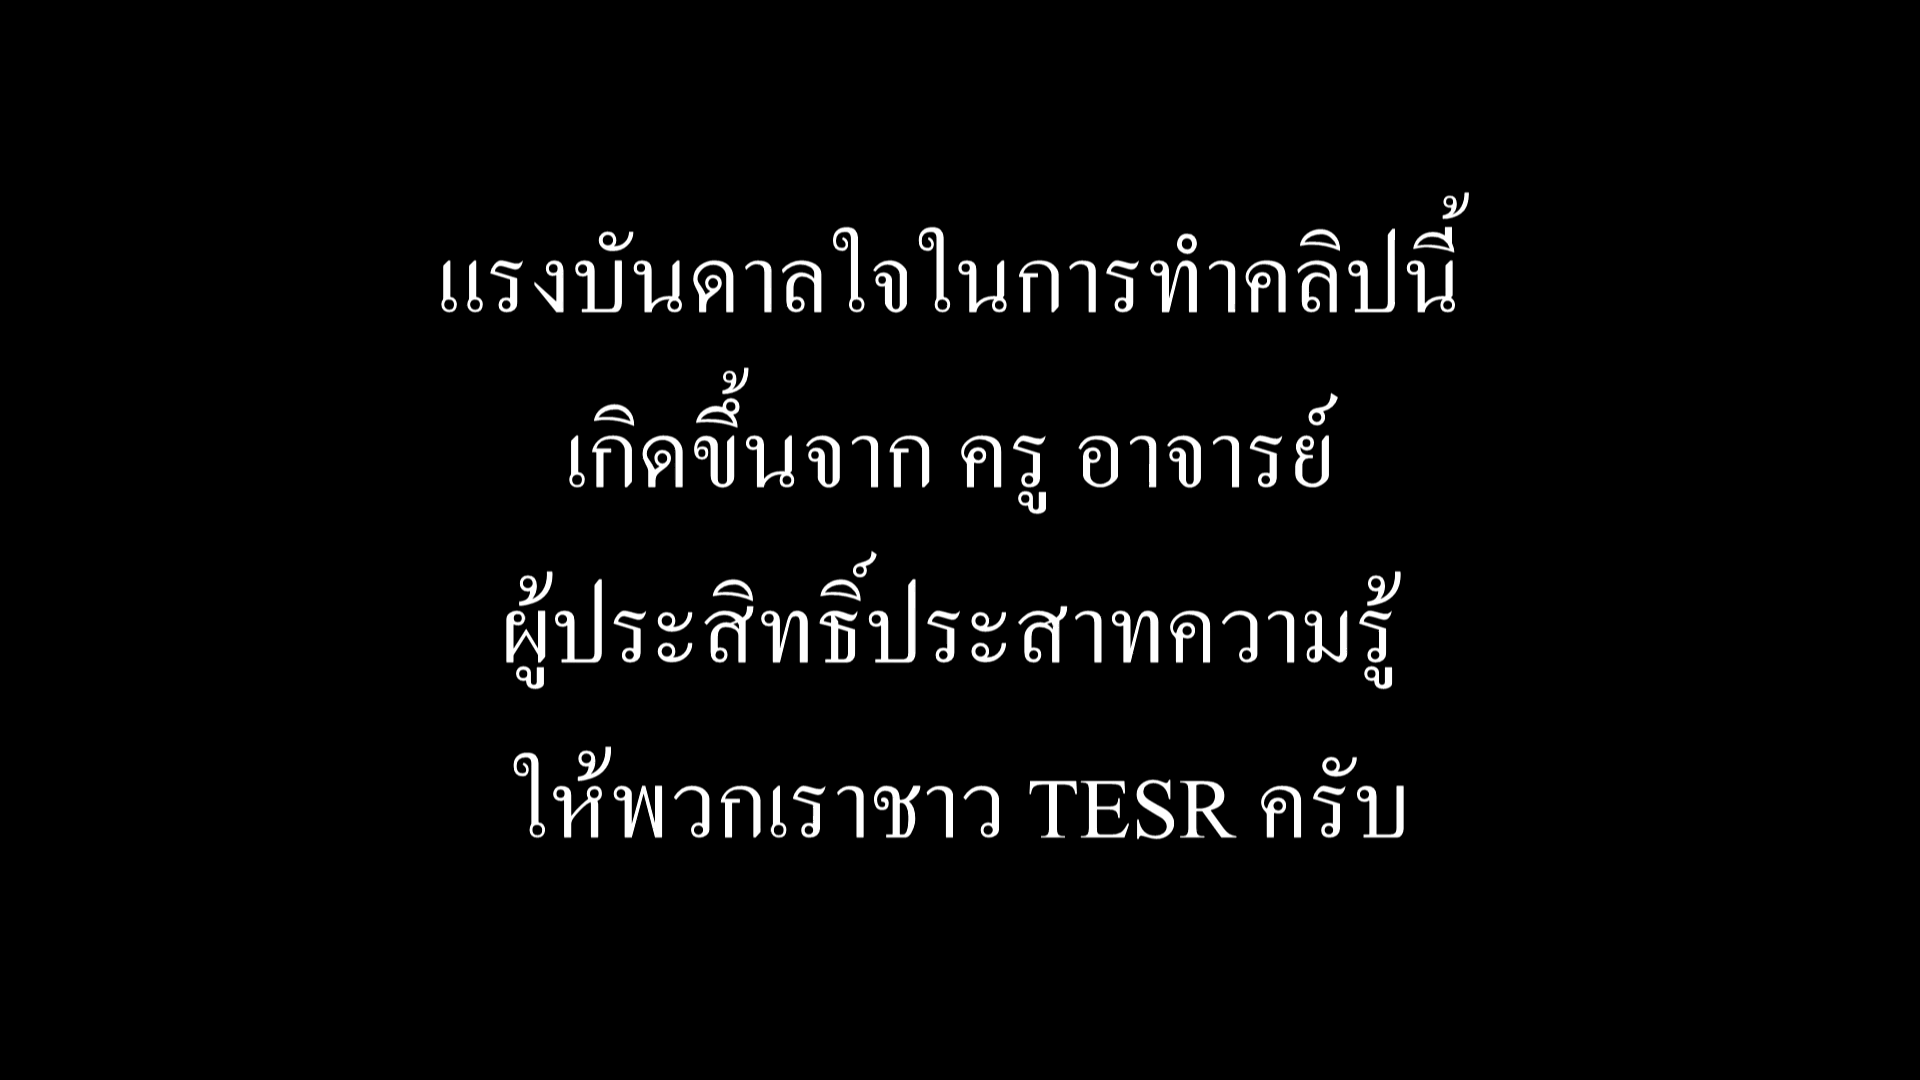 แรงบันดาลใจในการทำคลิปนี้
เกิดขึ้นจาก ครู อาจารย์
ผู้ประสิทธิ์ประสาทความรู้
ให้พวกเราชาว TESR ครับ